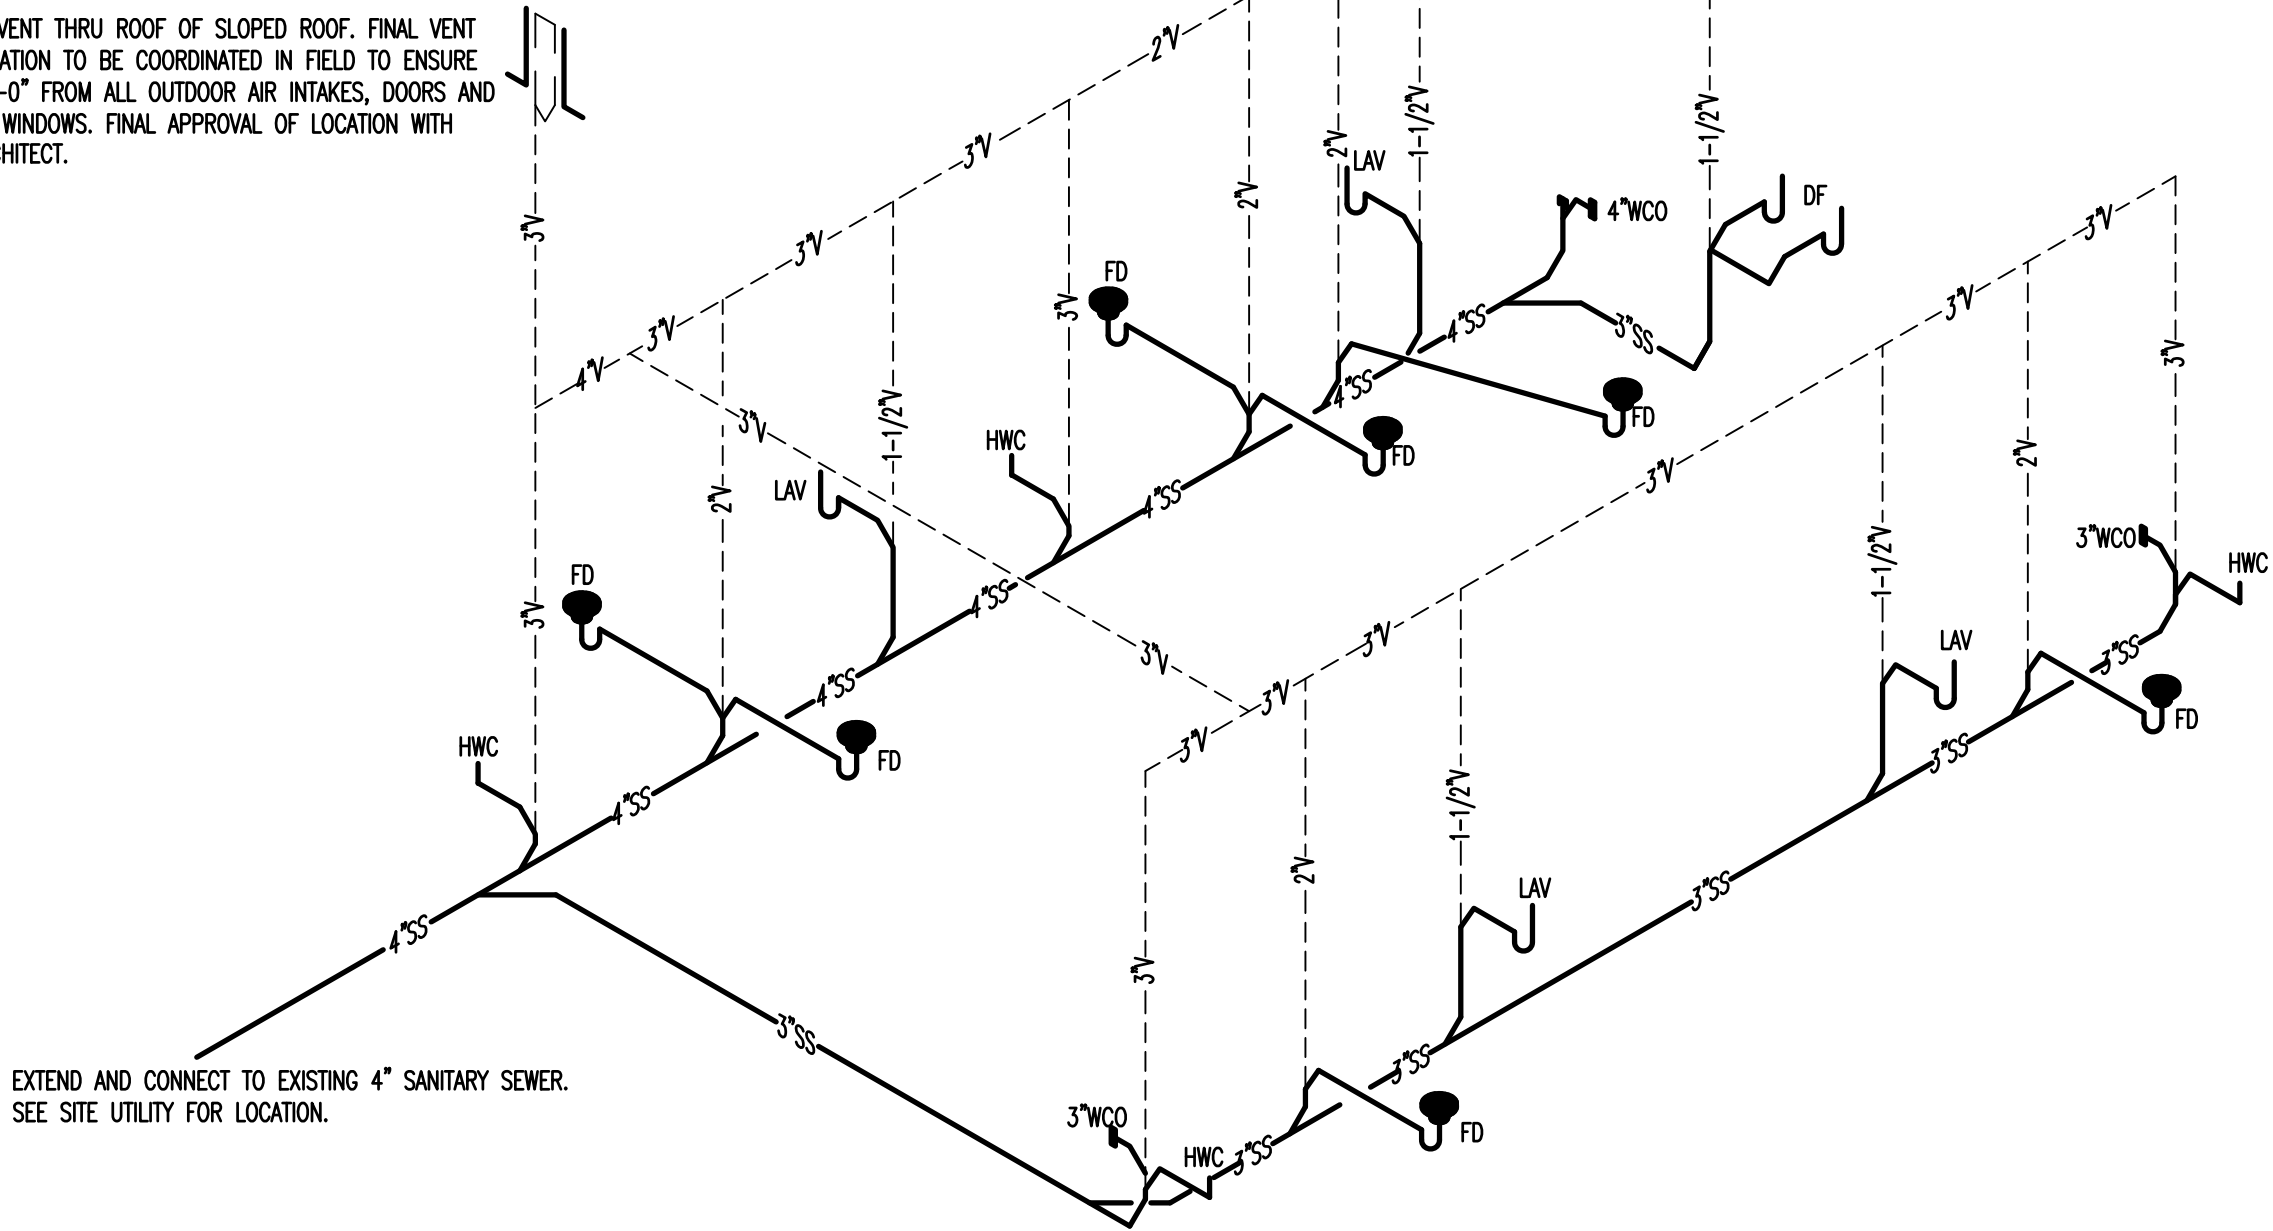 VENT THRU ROOF OF SLOPED ROOF. FINAL VENT
ATION TO BE COORDINATED IN FIELD TO ENSURE
-0" FROM ALL OUTDOOR AIR INTAKES, DOORS AND
WINDOWS. FINAL APPROVAL OF LOCATION WITH
CHITECT.
2"V
3"V
3"V
3"V
4"V
3"V
3"V
2"V
1-1/2"V
3"V
2"V
2"V
1-1/2"V
1-1/2"V
LAV
4"WCO
DF
FD
4"SS
3"SS
4"SS
FD
FD
HWC
4"SS
3"V
LAV
4"SS
3"V
FD
4"SS
FD
HWC
4"SS
4"SS
3"V
3"V
3"V
3"V
3"V
3"V
3"V
3"V
2"V
1-1/2"V
1-1/2"V
2"V
3"V
3"WCO
HWC
3"SS
LAV
FD
3"SS
3"SS
LAV
3"SS
FD
3"SS
HWC
3"WCO
3"SS
EXTEND AND CONNECT TO EXISTING 4" SANITARY SEWER.
SEE SITE UTILITY FOR LOCATION.